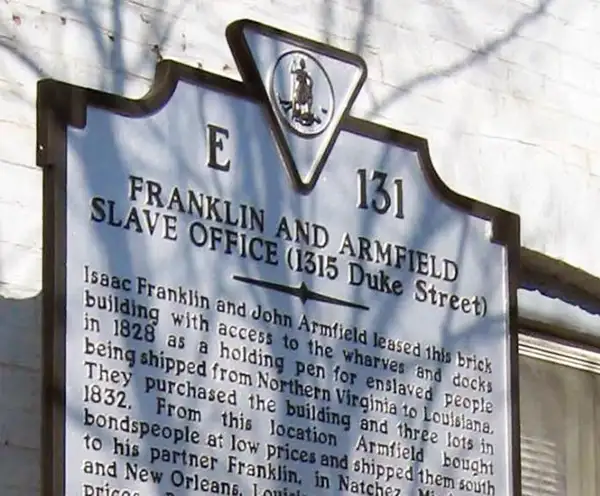 E 131
FRANKLIN AND ARMFIELD
SLAVE OFFICE (1315 Duke Street)
Isaac Franklin and John Armfield leased this brick
building with access to the wharves and docks
in 1828 as a holding pen for enslaved people
being shipped from Northern Virginia to Louisiana.
They purchased the building and three lots in
1832. From this location Armfield bought
bondspeople at low prices and shipped them south
to his partner Franklin, in Natchez,
and New Orleans,